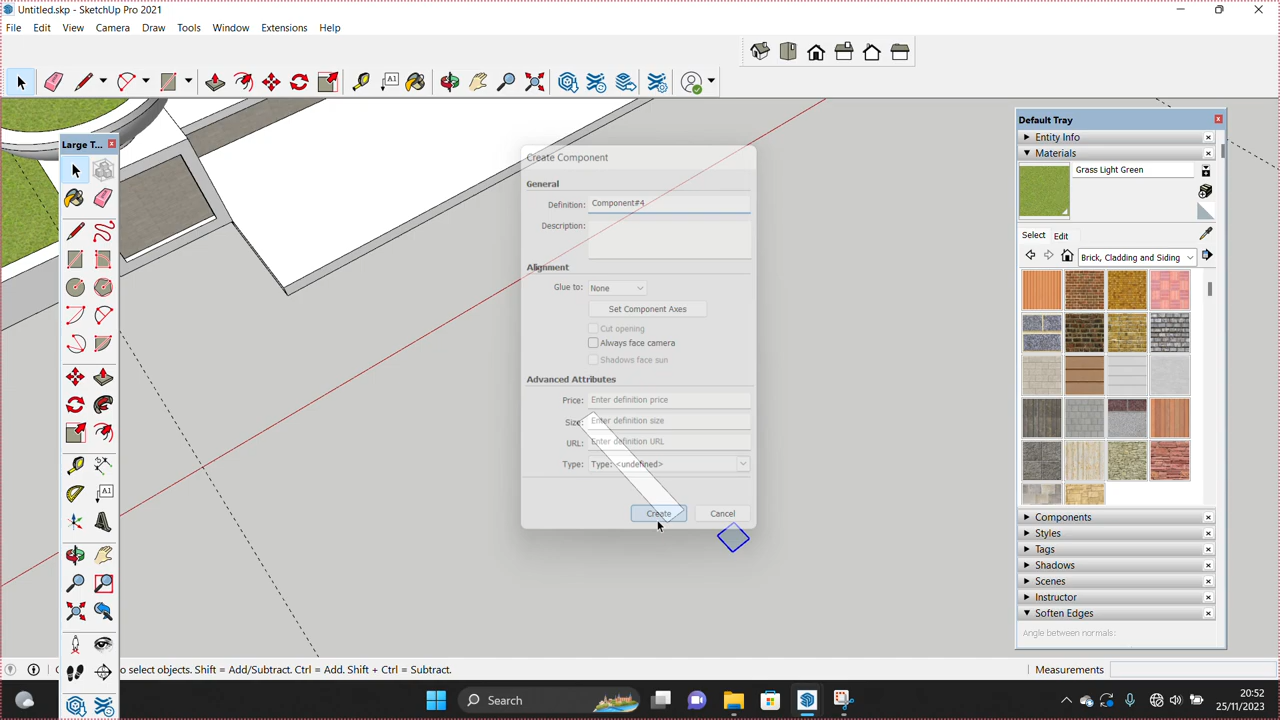 Untitled.skp - SketchUp Pro 2021
File Edit View Camera Draw Tools Window Extensions Help
Large T...
Create Component
General
Definition: Component#4
Description:
Alignment
Glue to: None
Set Component Axes
Cut opening
Always face camera
Shadows face sun
Advanced Attributes
Price: Enter definition price
Size: Enter definition size
URL: Enter definition URL
Type: Type: <undefined>
Create Cancel
Default Tray
Entity Info
Materials
Grass Light Green
Select Edit
Brick, Cladding and Siding
Components
Styles
Tags
Shadows
Scenes
Instructor
Soften Edges
Angle between normals:
o select objects. Shift = Add/Subtract. Ctrl = Add. Shift + Ctrl = Subtract.
Measurements
Search
20:52
25/11/2023